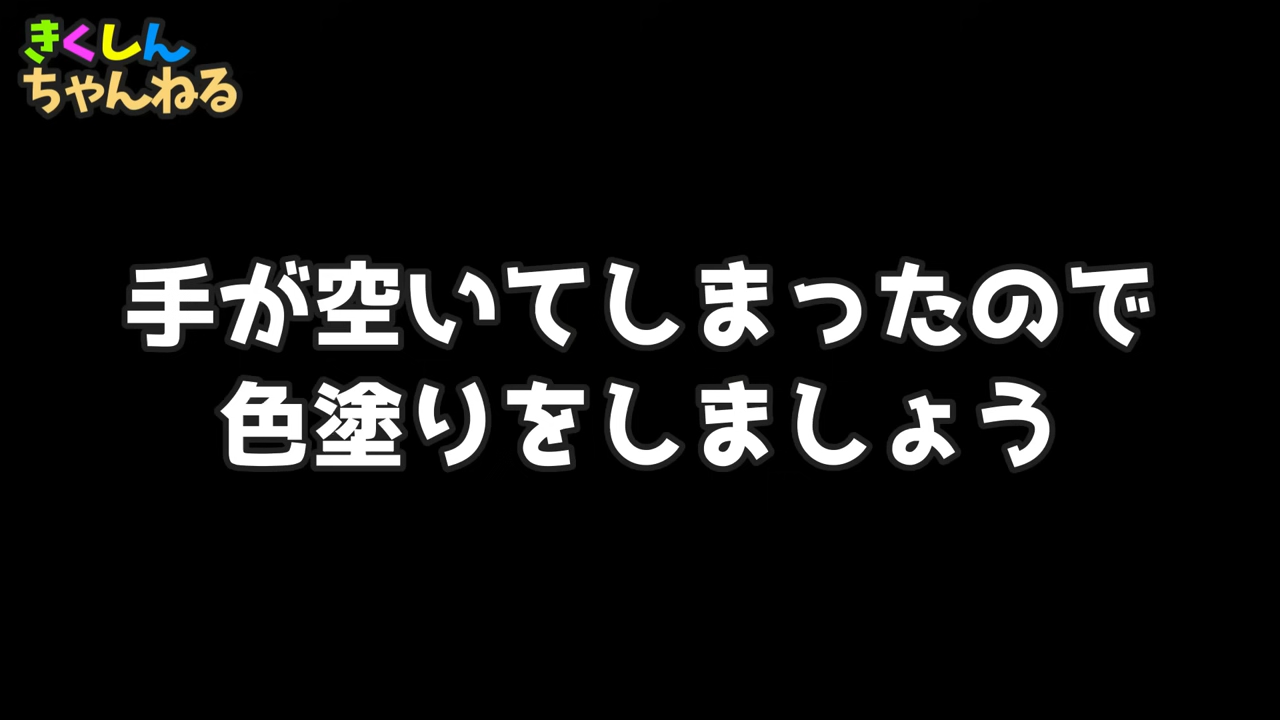 きくしん
ちゃんねる
手が空いてしまったので
色塗りをしましょう